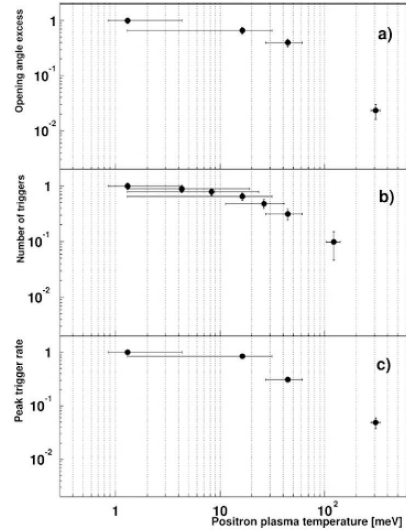 Opening angle excess
1
10⁻¹
10⁻²
a)
Number of triggers
1
10⁻¹
10⁻²
b)
Peak trigger rate
1
10⁻¹
10⁻²
c)
1
10
10²
Positron plasma temperature [meV]